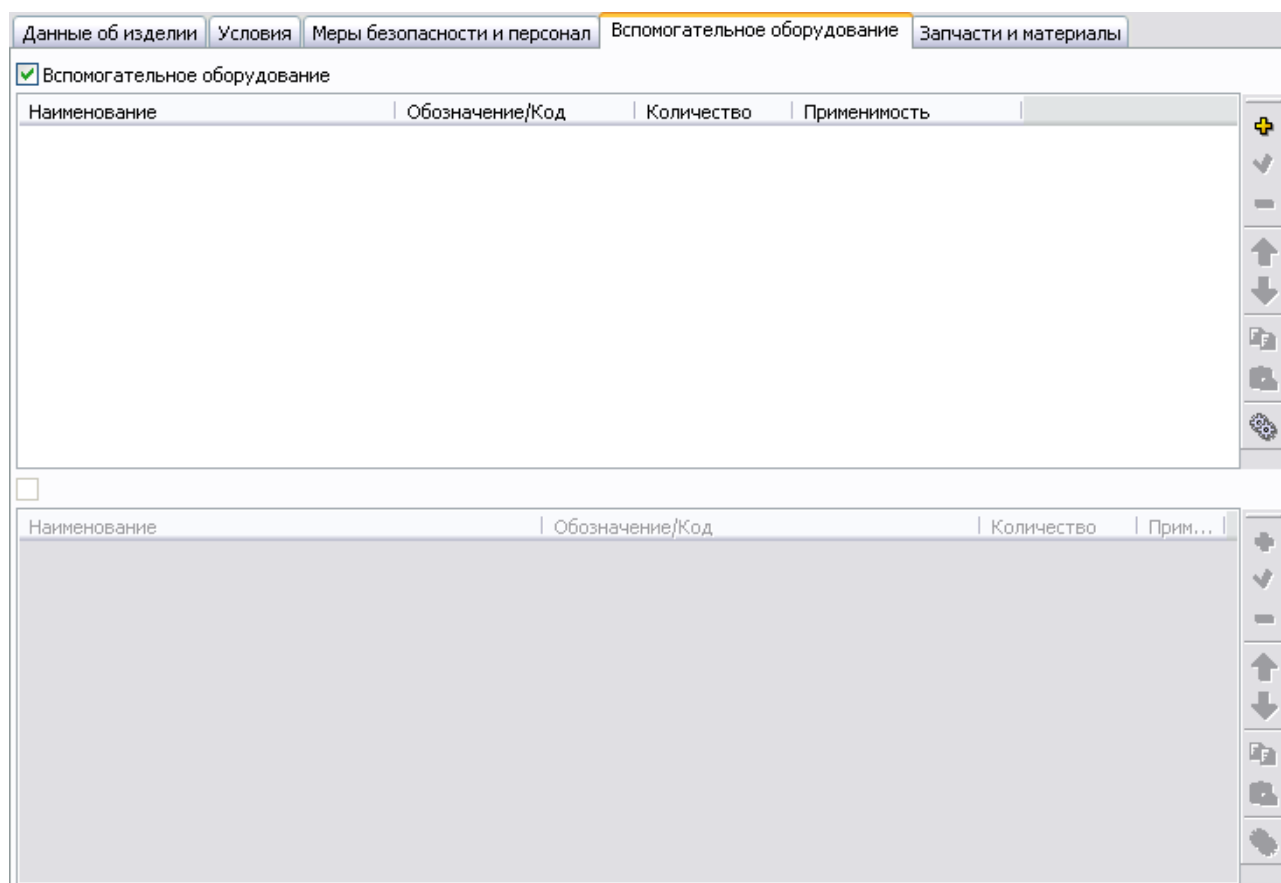 Данные об изделии Условия Меры безопасности и персонал Вспомогательное оборудование Запчасти и материалы
Вспомогательное оборудование
Наименование Обозначение/Код Количество Применимость
Наименование Обозначение/Код Количество Прим...